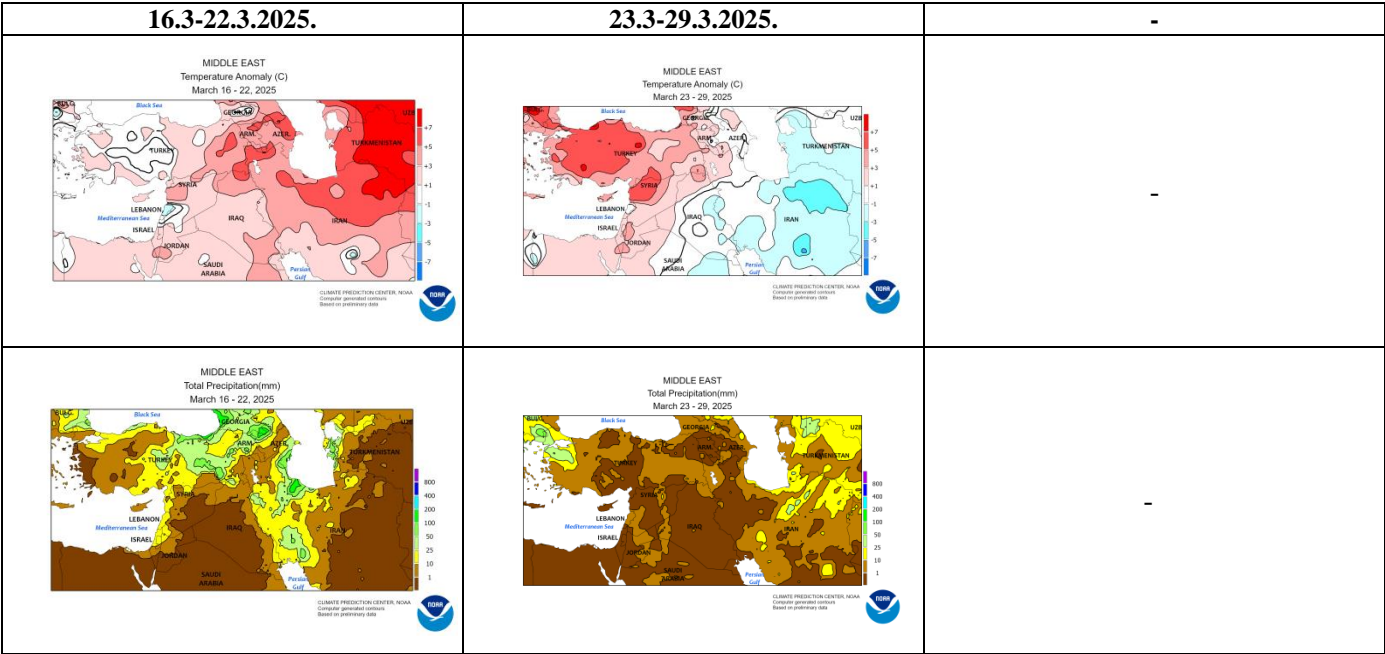 16.3-22.3.2025.
23.3-29.3.2025.
-
MIDDLE EAST
Temperature Anomaly (C)
March 16 - 22, 2025
BULG.
Black Sea
GEORGIA
UZB
ARM.
AZER.
TURKEY
TURKMENISTAN
SYRIA
LEBANON
Mediterranean Sea
IRAQ
IRAN
ISRAEL
JORDAN
SAUDI
ARABIA
Persian
Gulf
+7
+5
+3
+1
-1
-3
-5
-7
CLIMATE PREDICTION CENTER, NOAA
Computer generated contours
Based on preliminary data
NOAA
MIDDLE EAST
Temperature Anomaly (C)
March 23 - 29, 2025
BULG.
Black Sea
GEORGIA
UZB
ARM.
AZER.
TURKEY
TURKMENISTAN
SYRIA
LEBANON
Mediterranean Sea
IRAQ
IRAN
ISRAEL
JORDAN
SAUDI
ARABIA
Persian
Gulf
+7
+5
+3
+1
-1
-3
-5
-7
CLIMATE PREDICTION CENTER, NOAA
Computer generated contours
Based on preliminary data
NOAA
-
MIDDLE EAST
Total Precipitation(mm)
March 16 - 22, 2025
BULG.
Black Sea
GEORGIA
UZB
ARM.
AZER.
TURKEY
TURKMENISTAN
SYRIA
LEBANON
Mediterranean Sea
IRAQ
IRAN
ISRAEL
JORDAN
SAUDI
ARABIA
Persian
Gulf
800
400
200
100
50
25
10
1
CLIMATE PREDICTION CENTER, NOAA
Computer generated contours
Based on preliminary data
NOAA
MIDDLE EAST
Total Precipitation(mm)
March 23 - 29, 2025
BULG.
Black Sea
GEORGIA
UZB
ARM.
AZER.
TURKEY
TURKMENISTAN
SYRIA
LEBANON
Mediterranean Sea
IRAQ
IRAN
ISRAEL
JORDAN
SAUDI
ARABIA
Persian
Gulf
800
400
200
100
50
25
10
1
CLIMATE PREDICTION CENTER, NOAA
Computer generated contours
Based on preliminary data
NOAA
-